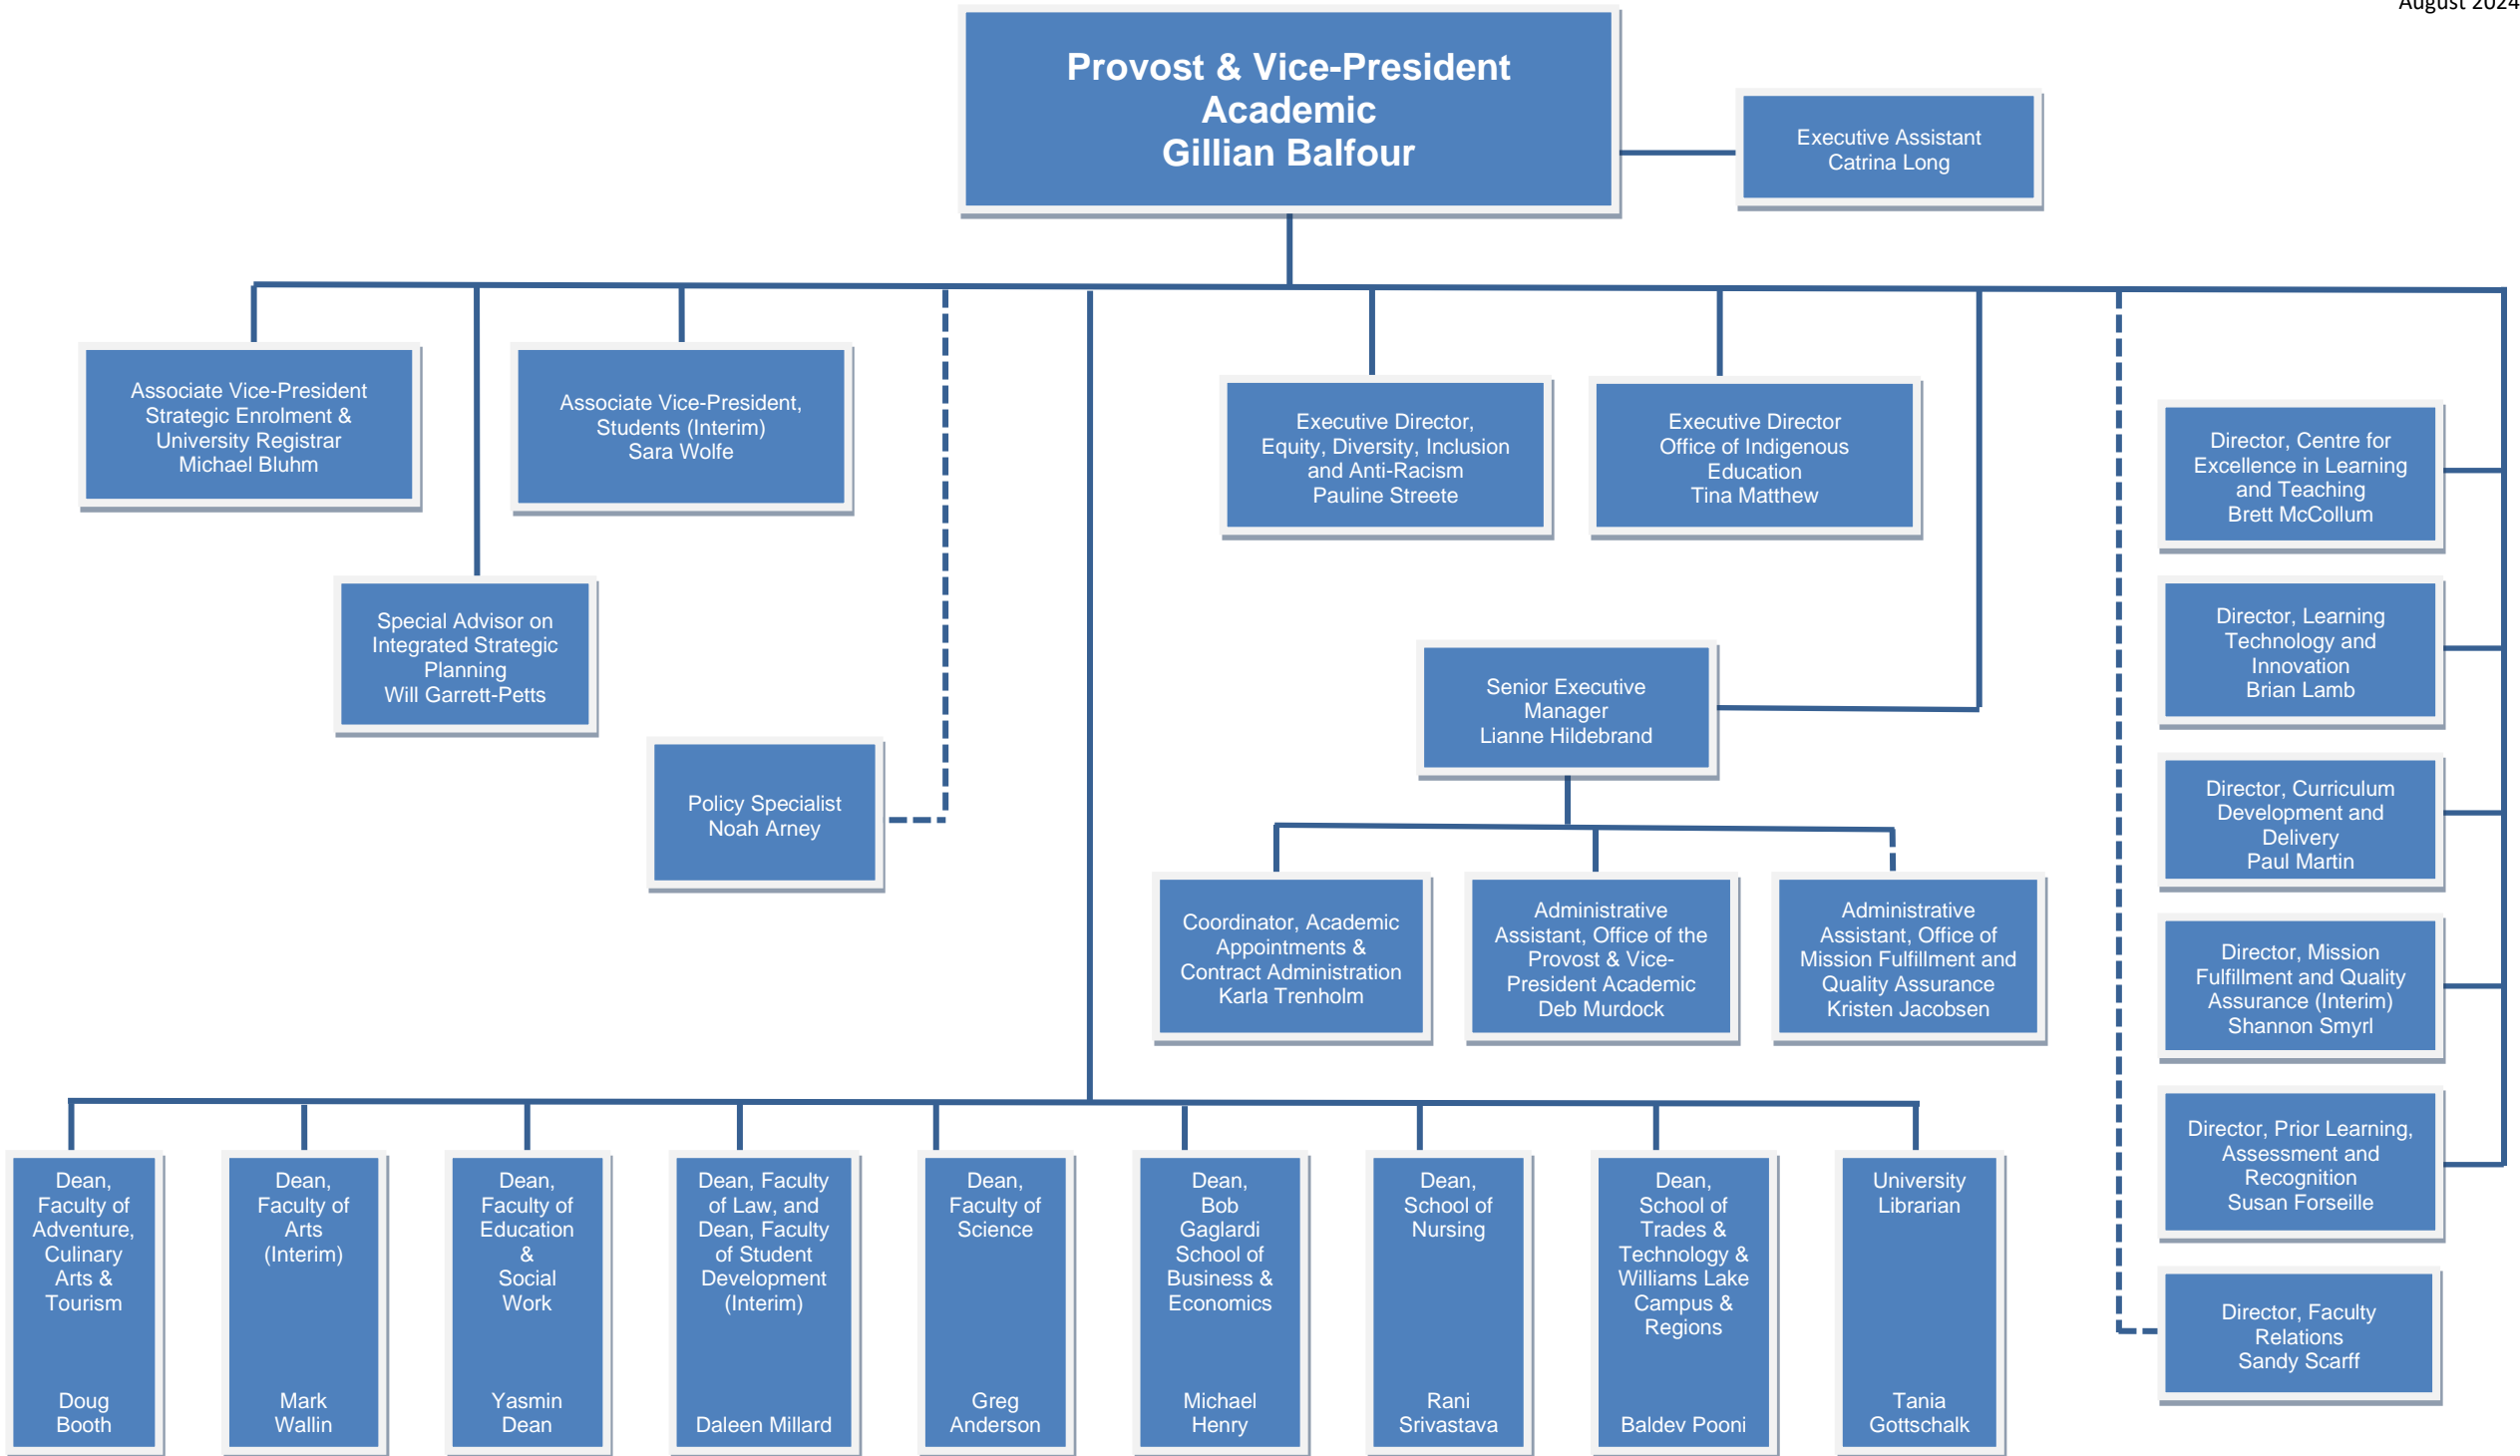 August 2024
Provost & Vice-President
Academic
Gillian Balfour
Executive Assistant
Catrina Long
Associate Vice-President
Strategic Enrolment &
University Registrar
Michael Bluhm
Associate Vice-President,
Students (Interim)
Sara Wolfe
Executive Director,
Equity, Diversity, Inclusion
and Anti-Racism
Pauline Streete
Executive Director
Office of Indigenous
Education
Tina Matthew
Director, Centre for
Excellence in Learning
and Teaching
Brett McCollum
Special Advisor on
Integrated Strategic
Planning
Will Garrett-Petts
Director, Learning
Technology and
Innovation
Brian Lamb
Senior Executive
Manager
Lianne Hildebrand
Policy Specialist
Noah Arney
Director, Curriculum
Development and
Delivery
Paul Martin
Coordinator, Academic
Appointments &
Contract Administration
Karla Trenholm
Administrative
Assistant, Office of the
Provost & Vice-
President Academic
Deb Murdock
Administrative
Assistant, Office of
Mission Fulfillment and
Quality Assurance
Kristen Jacobsen
Director, Mission
Fulfillment and Quality
Assurance (Interim)
Shannon Smyrl
Director, Prior Learning,
Assessment and
Recognition
Susan Forseille
Director, Faculty
Relations
Sandy Scarff
Dean,
Faculty of
Adventure,
Culinary
Arts &
Tourism
Doug
Booth
Dean,
Faculty of
Arts
(Interim)
Mark
Wallin
Dean,
Faculty of
Education
&
Social
Work
Yasmin
Dean
Dean, Faculty
of Law, and
Dean, Faculty
of Student
Development
(Interim)
Daleen Millard
Dean,
Faculty of
Science
Greg
Anderson
Dean,
Bob
Gaglardi
School of
Business &
Economics
Michael
Henry
Dean,
School of
Nursing
Rani
Srivastava
Dean,
School of
Trades &
Technology &
Williams Lake
Campus &
Regions
Baldev Pooni
University
Librarian
Tania
Gottschalk